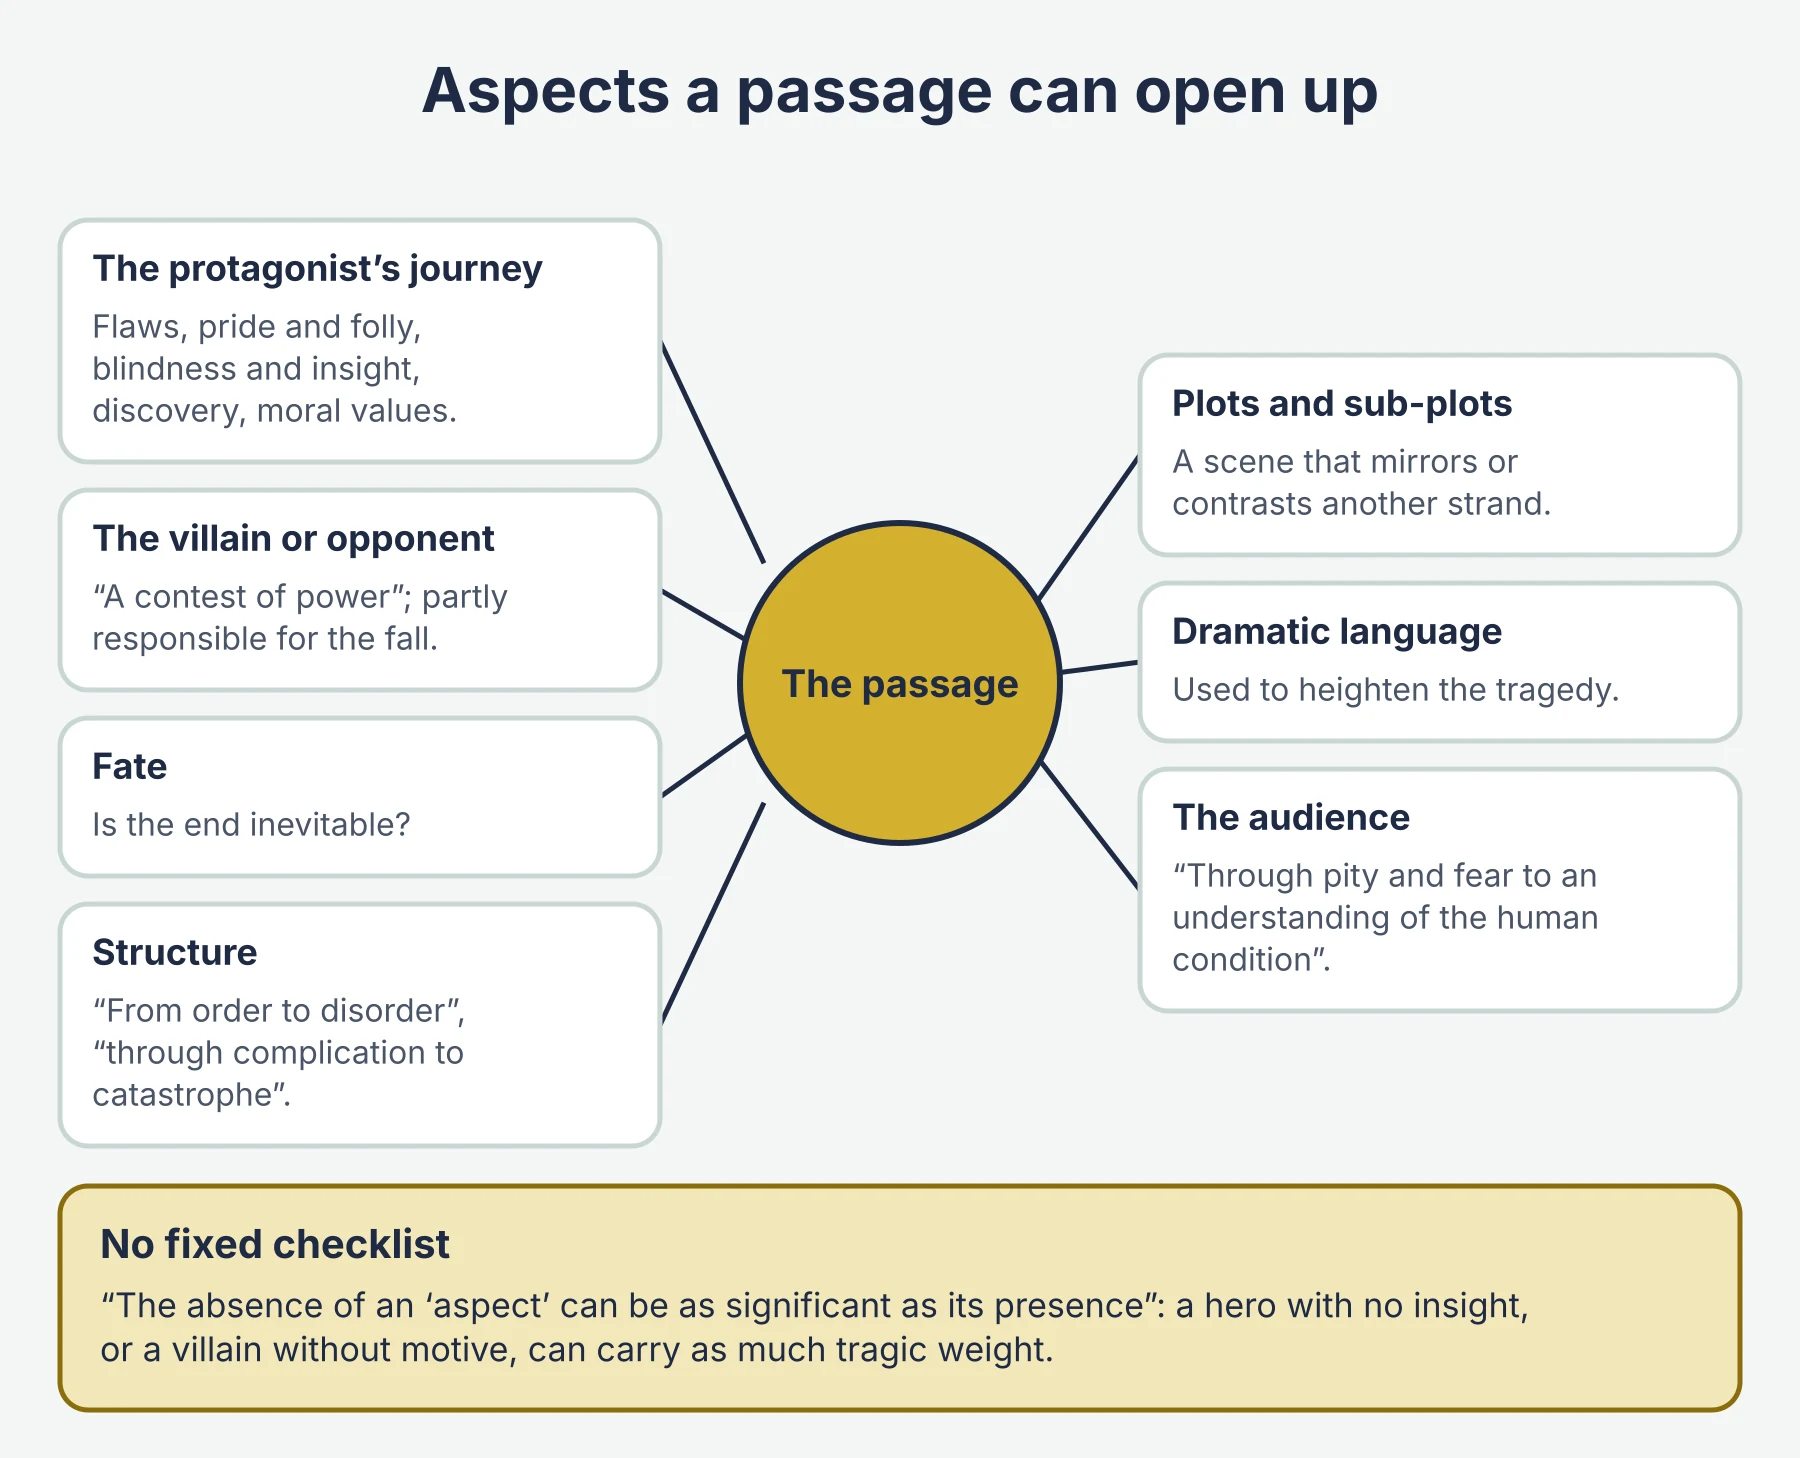 Aspects a passage can open up
The protagonist’s journey
Flaws, pride and folly,
blindness and insight,
discovery, moral values.
The villain or opponent
“A contest of power”; partly
responsible for the fall.
Fate
Is the end inevitable?
Structure
“From order to disorder”,
“through complication to
catastrophe”.
The passage
Plots and sub-plots
A scene that mirrors or
contrasts another strand.
Dramatic language
Used to heighten the tragedy.
The audience
“Through pity and fear to an
understanding of the human
condition”.
No fixed checklist
“The absence of an ‘aspect’ can be as significant as its presence”: a hero with no insight,
or a villain without motive, can carry as much tragic weight.